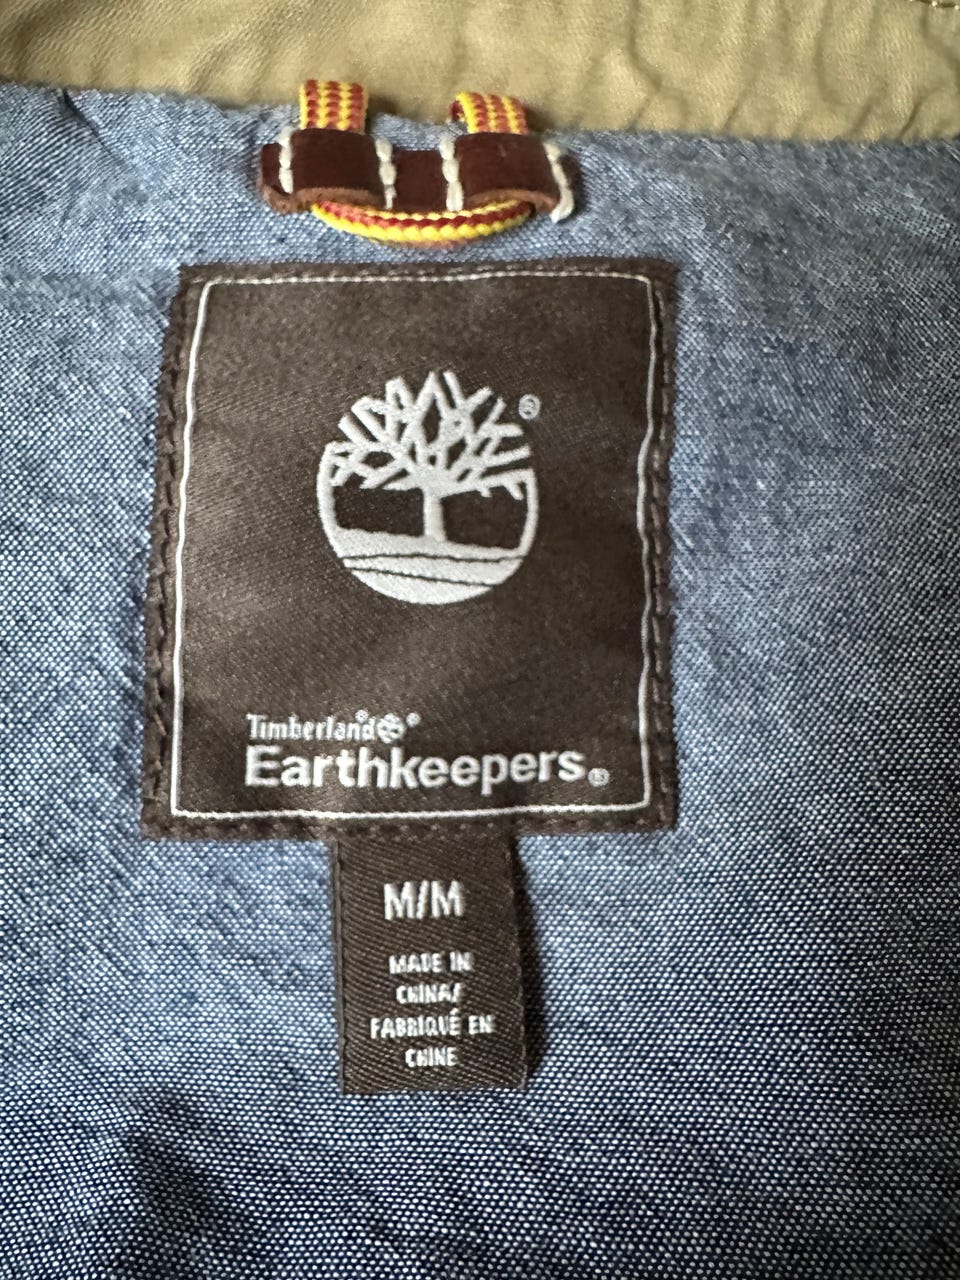 ®
Timberland®
Earthkeepers®
M/M
MADE IN
CHINA/
FABRIQUÉ EN
CHINE